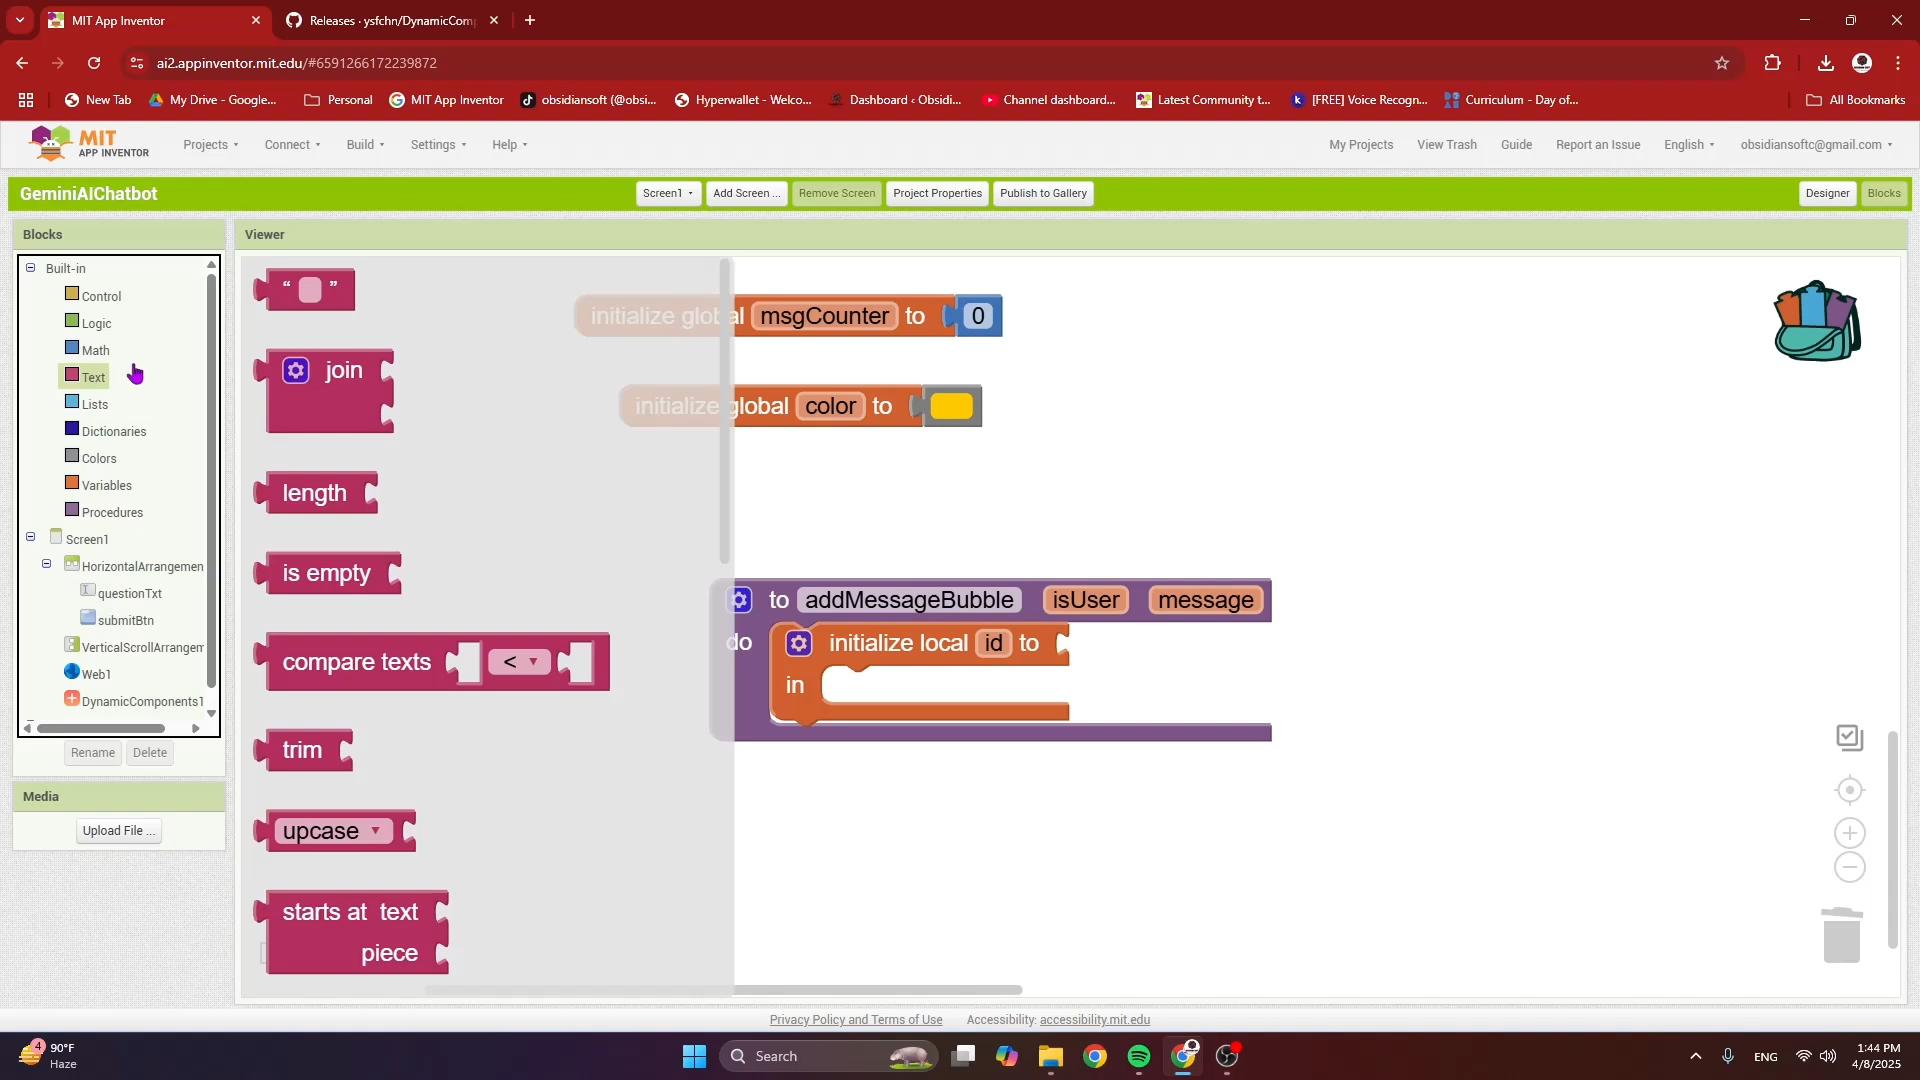 MIT App Inventor
Releases · ysfchn/DynamicComp
ai2.appinventor.mit.edu/#6591266172239872
New Tab
My Drive - Google...
Personal
MIT App Inventor
obsidiansoft (@obsi...
Hyperwallet - Welco...
Dashboard ‹ Obsidi...
Channel dashboard...
Latest Community t...
[FREE] Voice Recogn...
Curriculum - Day of...
All Bookmarks
MIT
APP INVENTOR
Projects
Connect
Build
Settings
Help
My Projects
View Trash
Guide
Report an Issue
English
obsidiansoftc@gmail.com
GeminiAIChatbot
Screen1
Add Screen ...
Remove Screen
Project Properties
Publish to Gallery
Designer
Blocks
Blocks
Viewer
Built-in
Control
Logic
Math
Text
Lists
Dictionaries
Colors
Variables
Procedures
Screen1
HorizontalArrangemen
questionTxt
submitBtn
VerticalScrollArrangem
Web1
DynamicComponents1
Rename
Delete
Media
Upload File ...
“ ”
join
length
is empty
compare texts <
trim
upcase
starts at text
piece
initialize global msgCounter to 0
initialize global color to
to addMessageBubble isUser message
do initialize local id to
in
Privacy Policy and Terms of Use
Accessibility: accessibility.mit.edu
4
90°F
Haze
Search
ENG
1:44 PM
4/8/2025